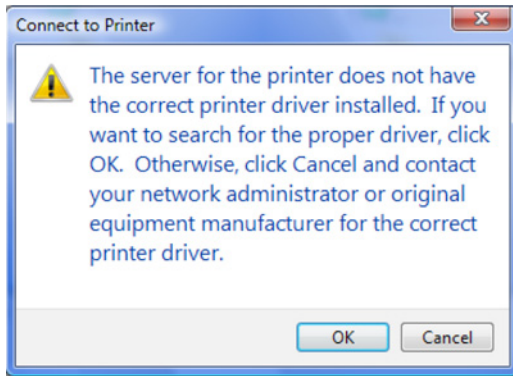 Connect to Printer
The server for the printer does not have
the correct printer driver installed. If you
want to search for the proper driver, click
OK. Otherwise, click Cancel and contact
your network administrator or original
equipment manufacturer for the correct
printer driver.
OK
Cancel